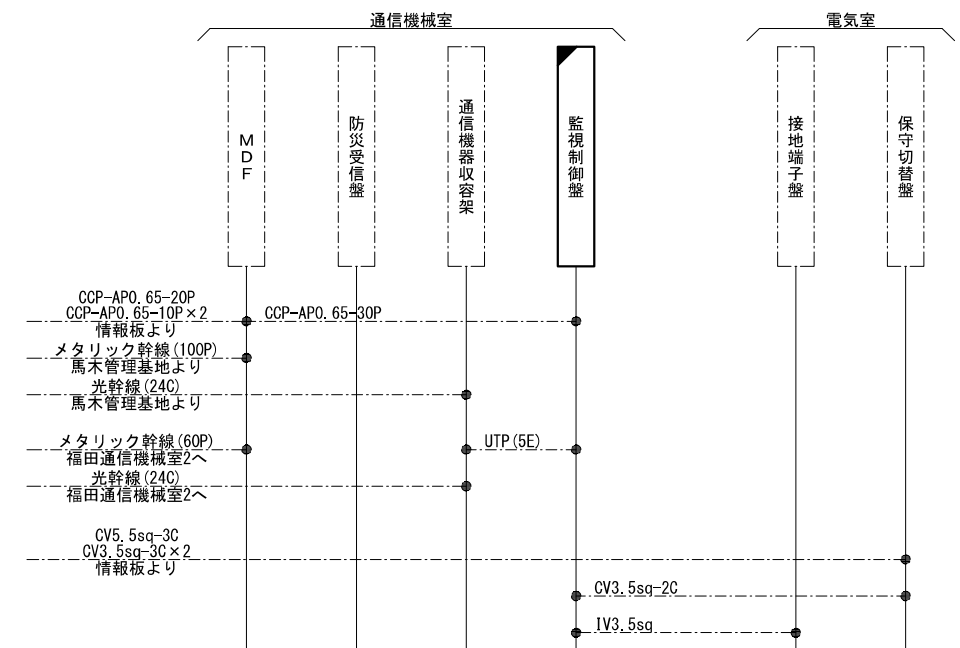 通信機械室
電気室
MDF
防災受信盤
通信機器収容架
監視制御盤
接地端子盤
保守切替盤
CCP-AP0.65-20P
CCP-AP0.65-10P×2
情報板より
CCP-AP0.65-30P
メタリック幹線(100P)
馬木管理基地より
光幹線(24C)
馬木管理基地より
メタリック幹線(60P)
福田通信機械室2へ
UTP(5E)
光幹線(24C)
福田通信機械室2へ
CV5.5sq-3C
CV3.5sq-3C×2
情報板より
CV3.5sq-2C
IV3.5sq